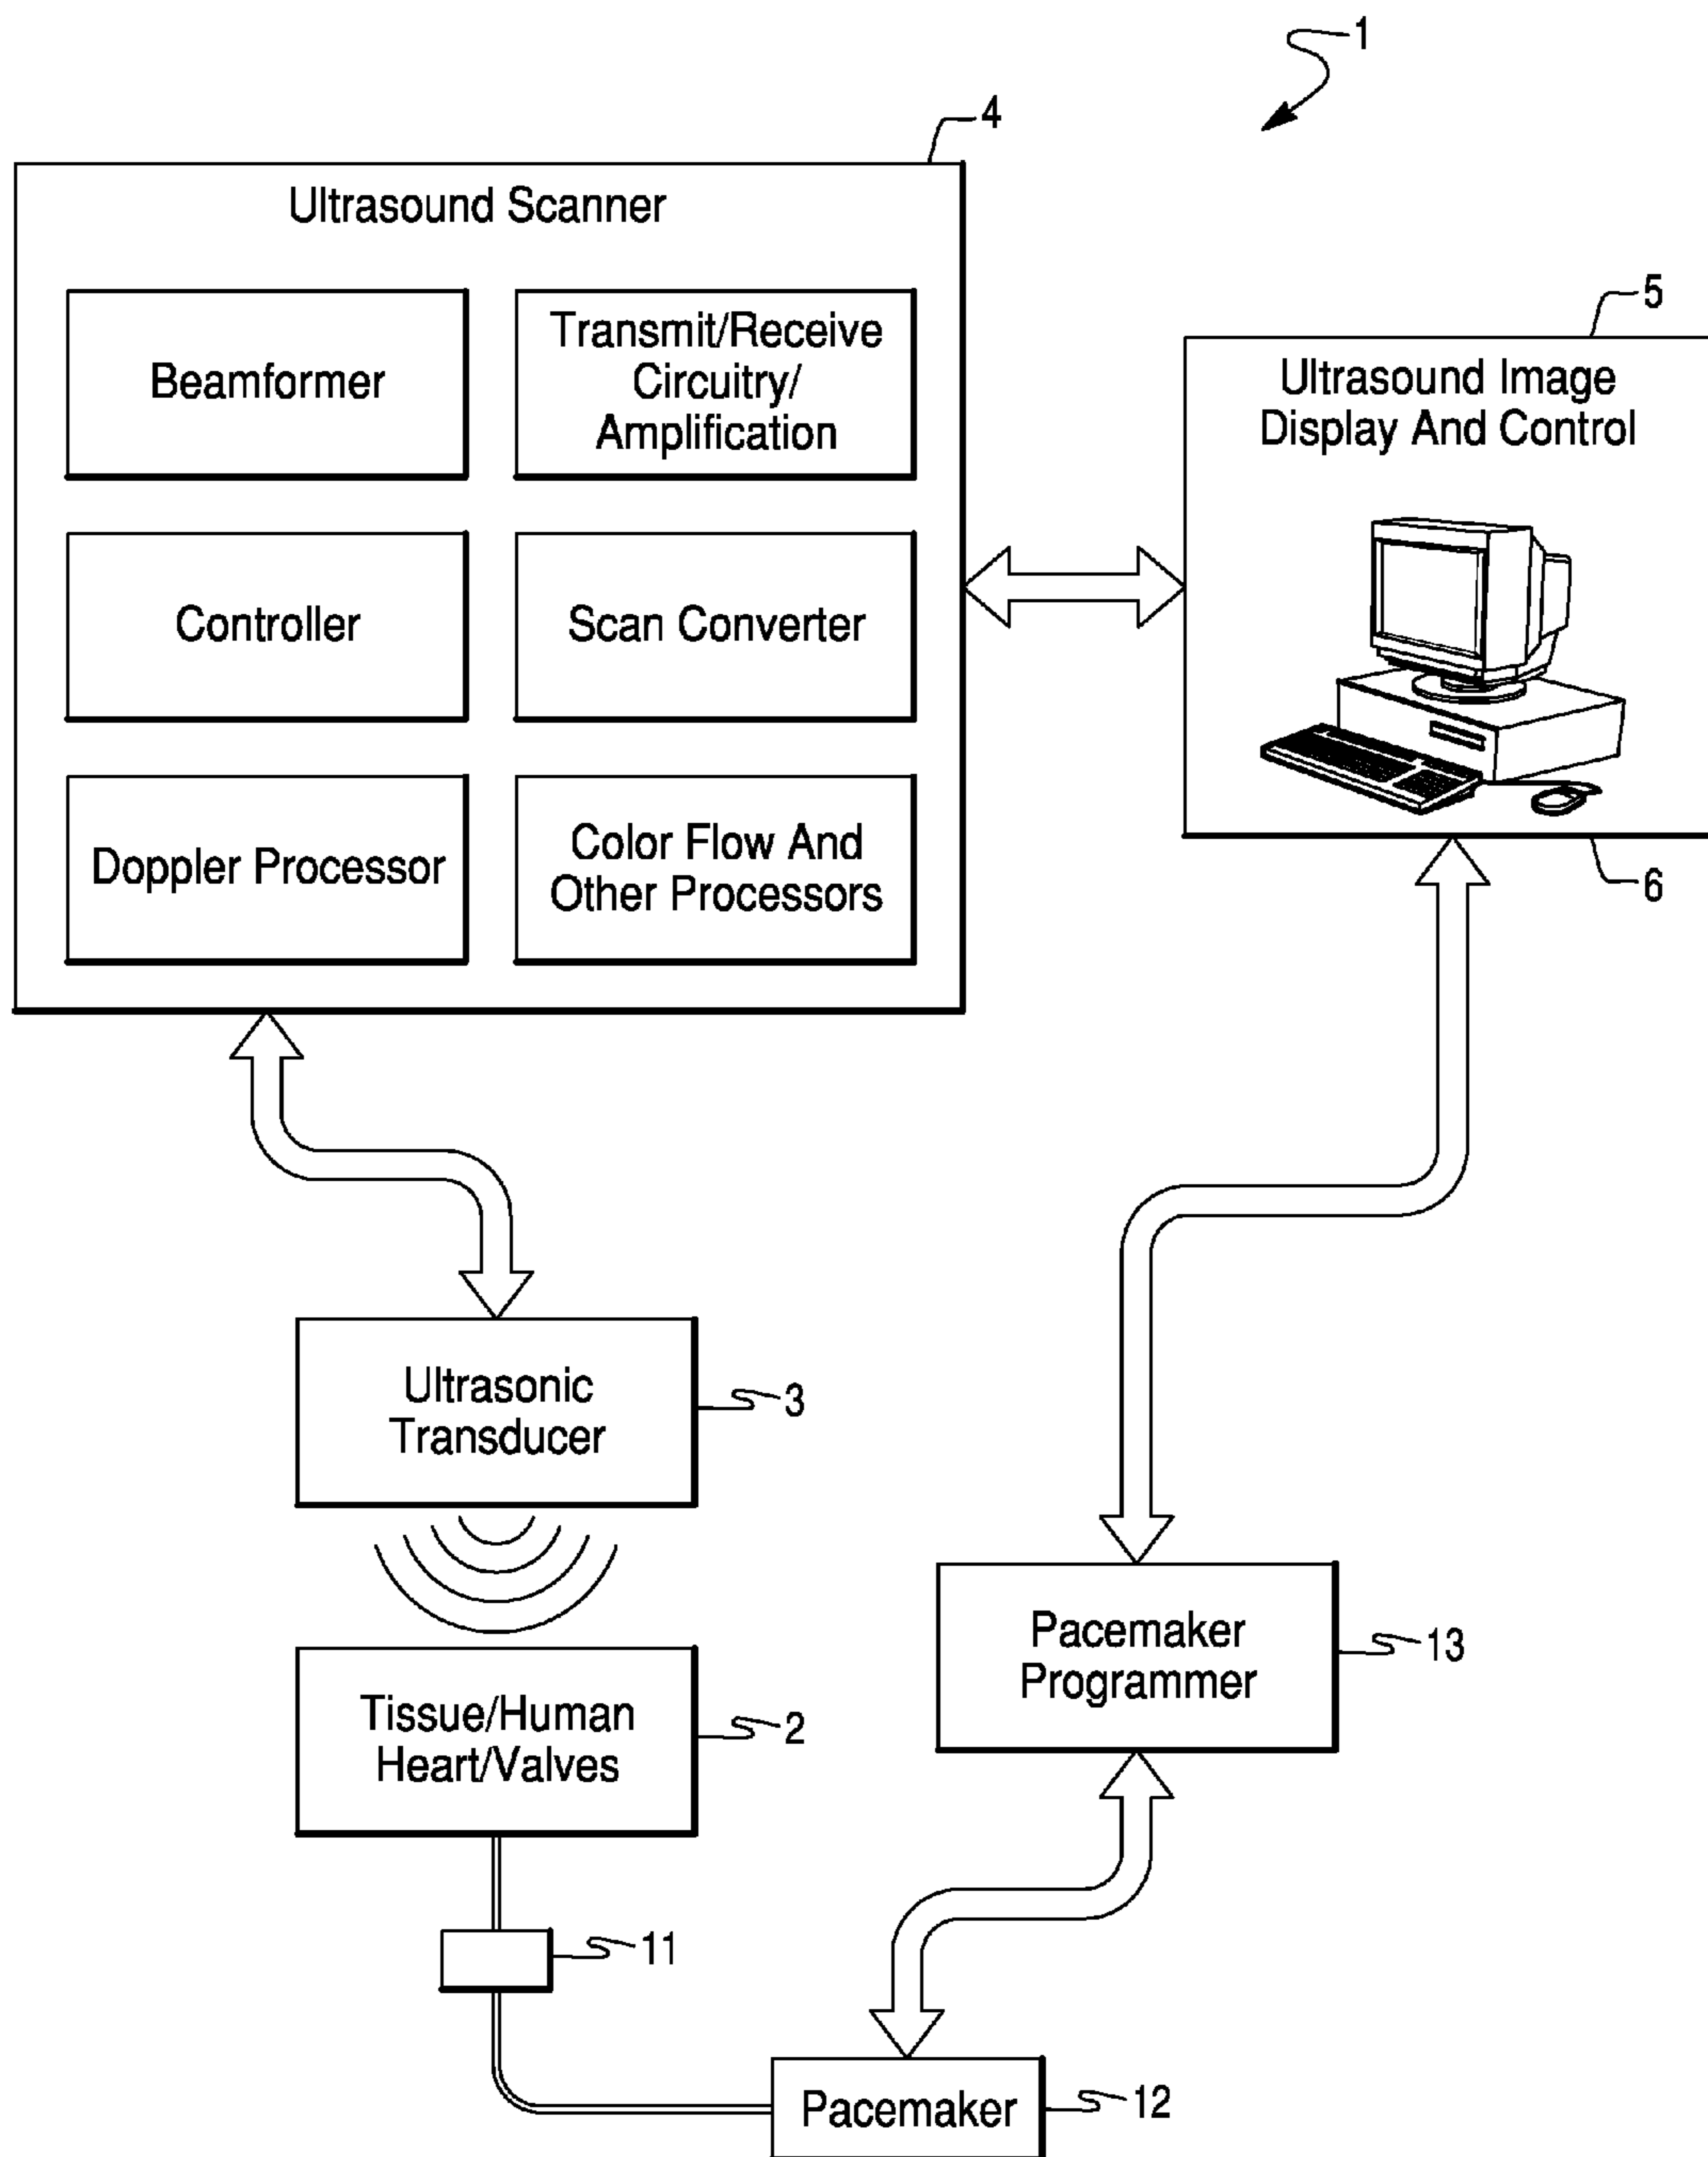 1
4
Ultrasound Scanner
Beamformer
Transmit/Receive
Circuitry/
Amplification
Controller
Scan Converter
Doppler Processor
Color Flow And
Other Processors
5
Ultrasound Image
Display And Control
6
Ultrasonic
Transducer
3
Tissue/Human
Heart/Valves
2
Pacemaker
Programmer
13
11
Pacemaker
12